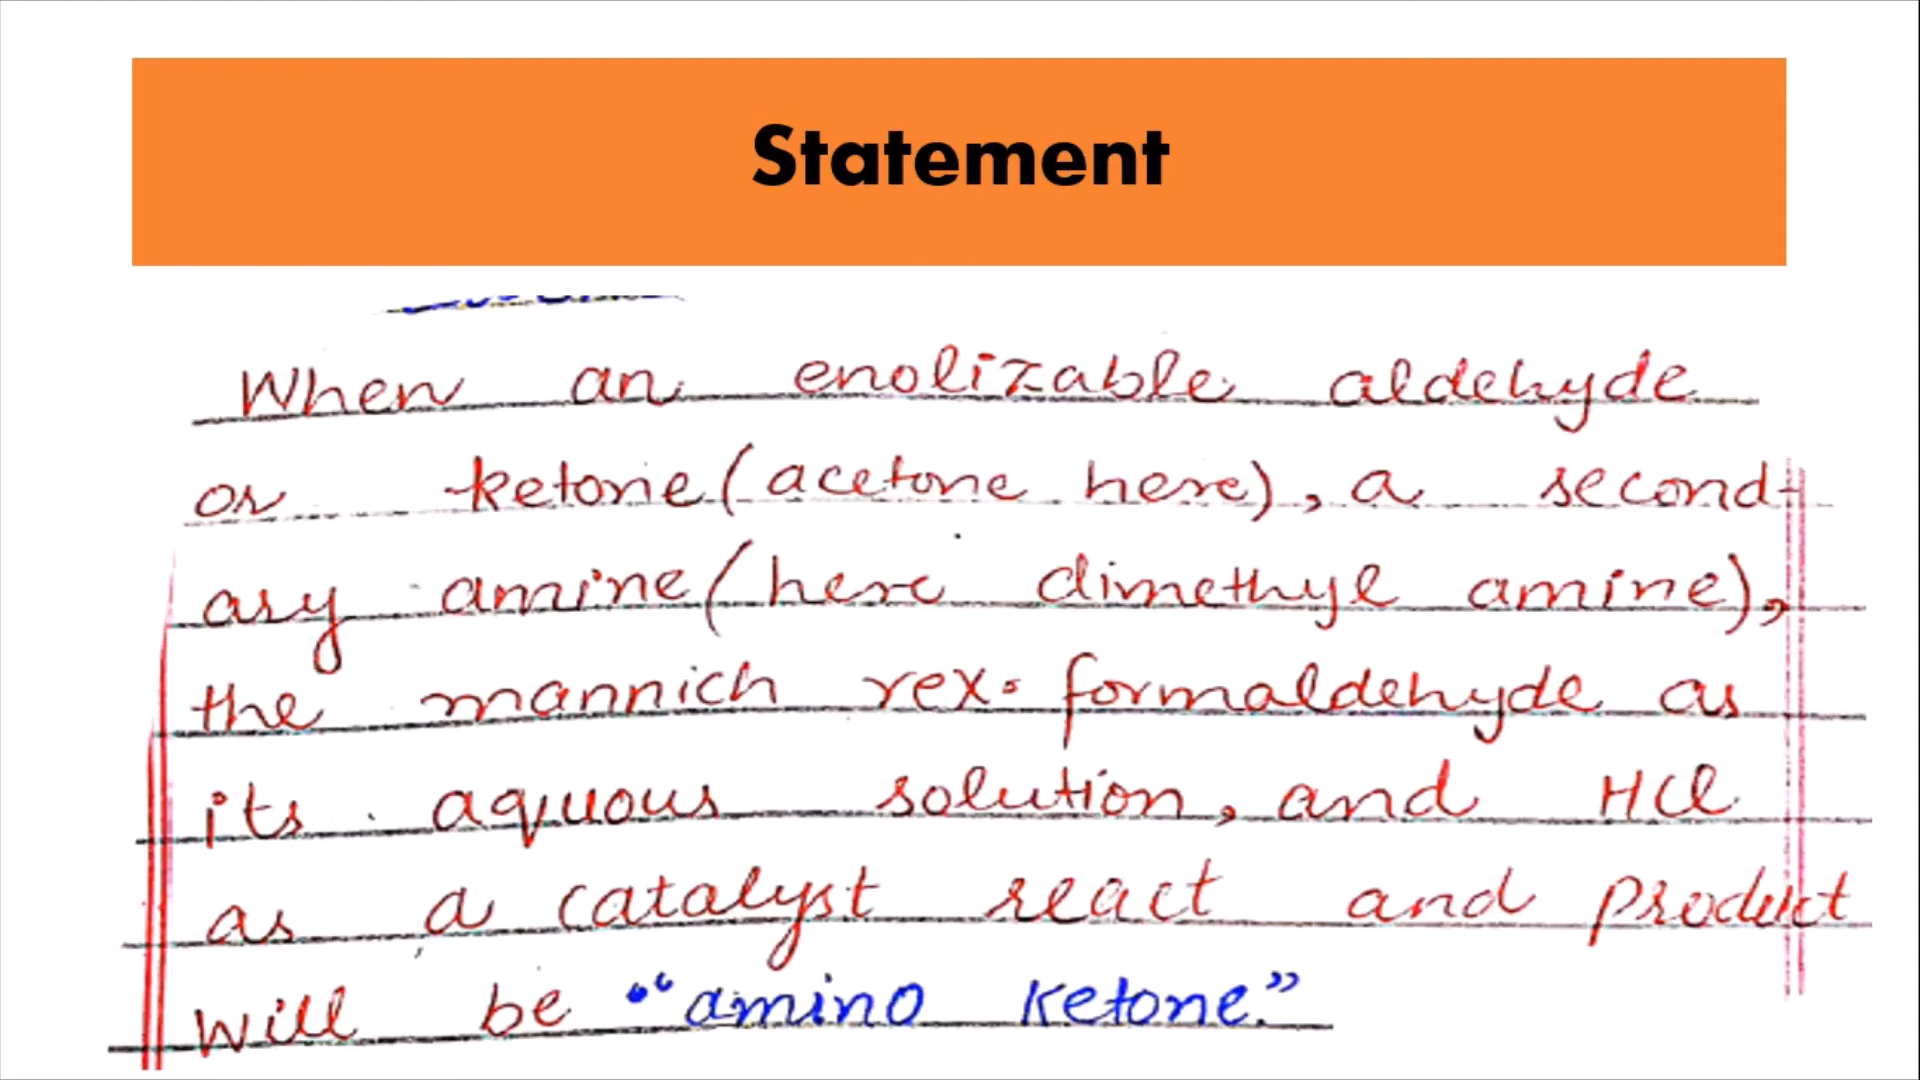 Statement
When an enolizable aldehyde
or ketone (acetone here), a second-
ary amine (here dimethyl amine),
the mannich rex. formaldehyde as
its aquous solution, and HCl
as a catalyst react and product
will be "amino ketone."